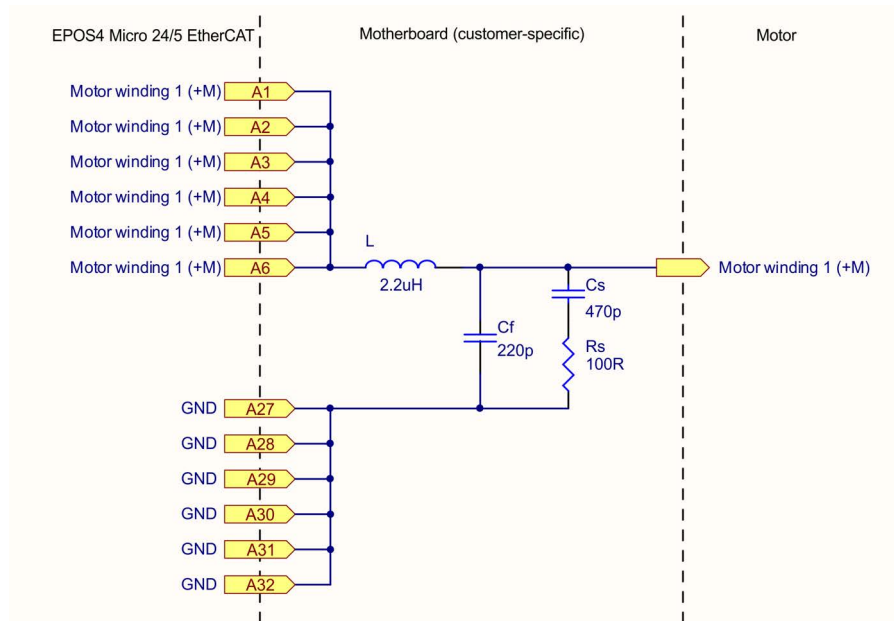 EPOS4 Micro 24/5 EtherCAT
Motherboard (customer-specific)
Motor
Motor winding 1 (+M) A1
Motor winding 1 (+M) A2
Motor winding 1 (+M) A3
Motor winding 1 (+M) A4
Motor winding 1 (+M) A5
L
Motor winding 1 (+M) A6
Motor winding 1 (+M)
2.2uH
Cs
470p
Cf
220p
Rs
100R
GND A27
GND A28
GND A29
GND A30
GND A31
GND A32